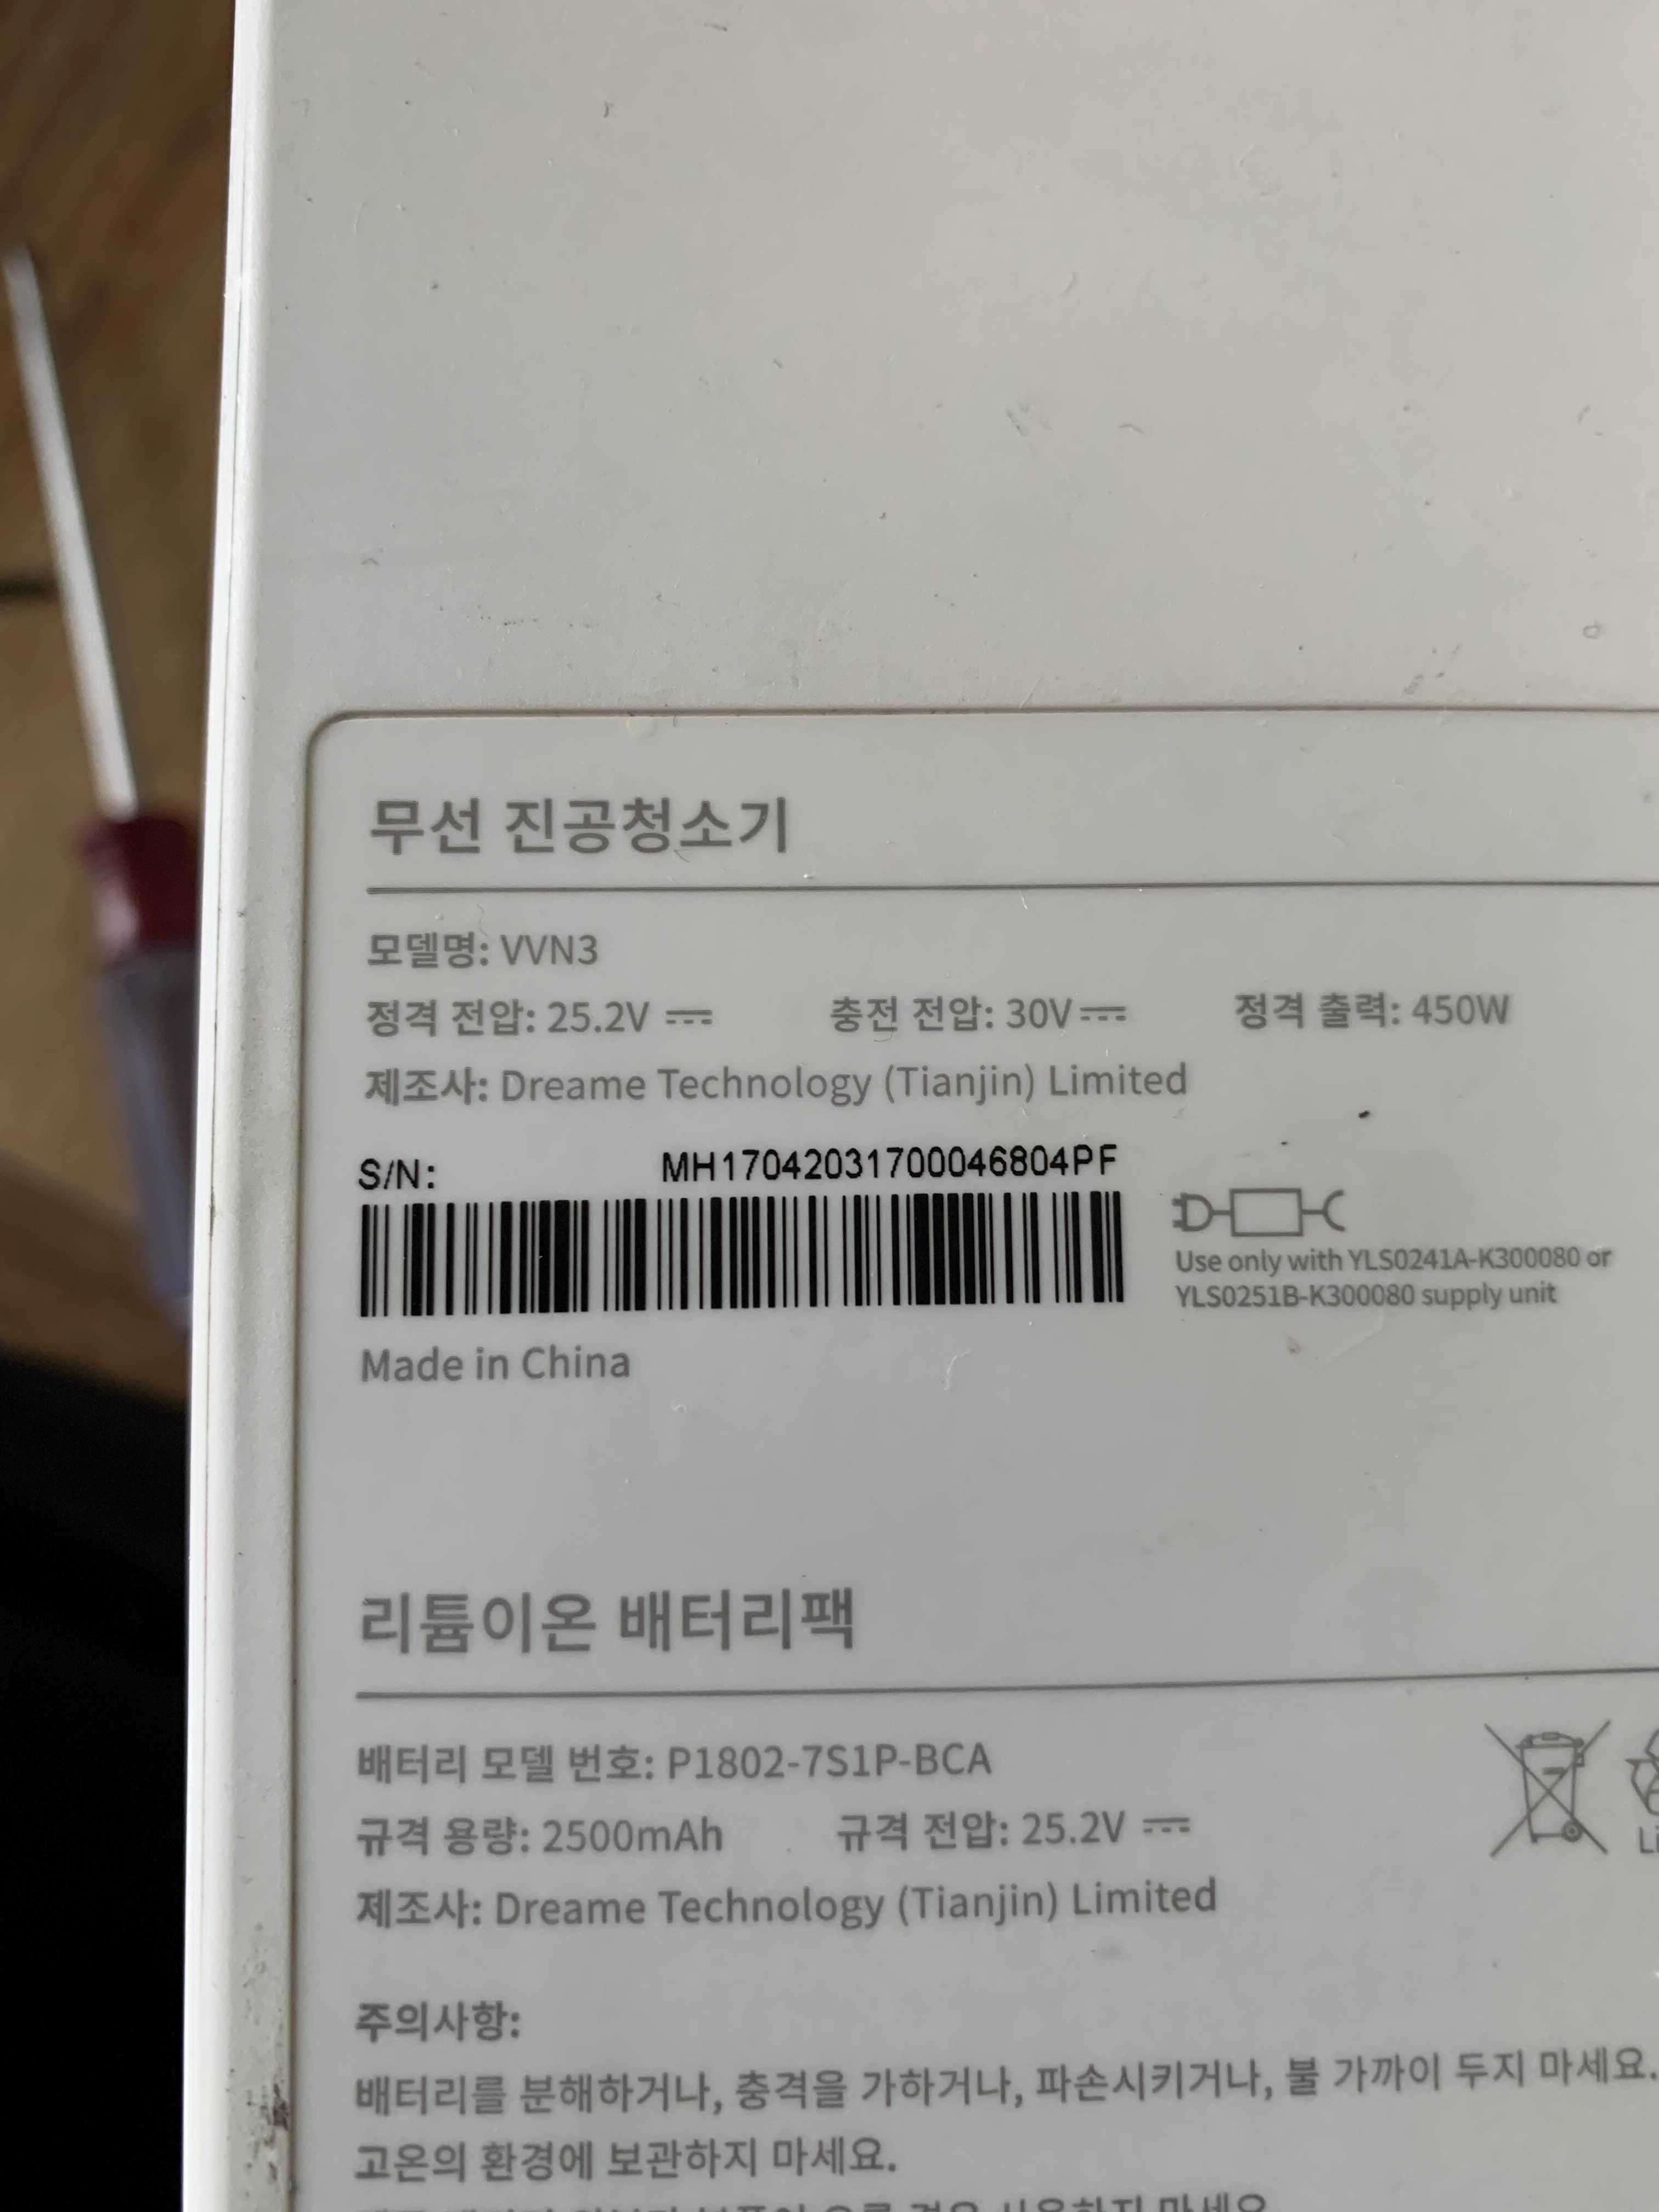 무선 진공청소기
모델명: VVN3
정격 전압: 25.2V 충전 전압: 30V 정격 출력: 450W
제조사: Dreame Technology (Tianjin) Limited
S/N: MH17042031700046804PF
Use only with YLS0241A-K300080 or
YLS0251B-K300080 supply unit
Made in China
리튬이온 배터리팩
배터리 모델 번호: P1802-7S1P-BCA
규격 용량: 2500mAh 규격 전압: 25.2V
제조사: Dreame Technology (Tianjin) Limited
주의사항:
배터리를 분해하거나, 충격을 가하거나, 파손시키거나, 불 가까이 두지 마세요.
고온의 환경에 보관하지 마세요.